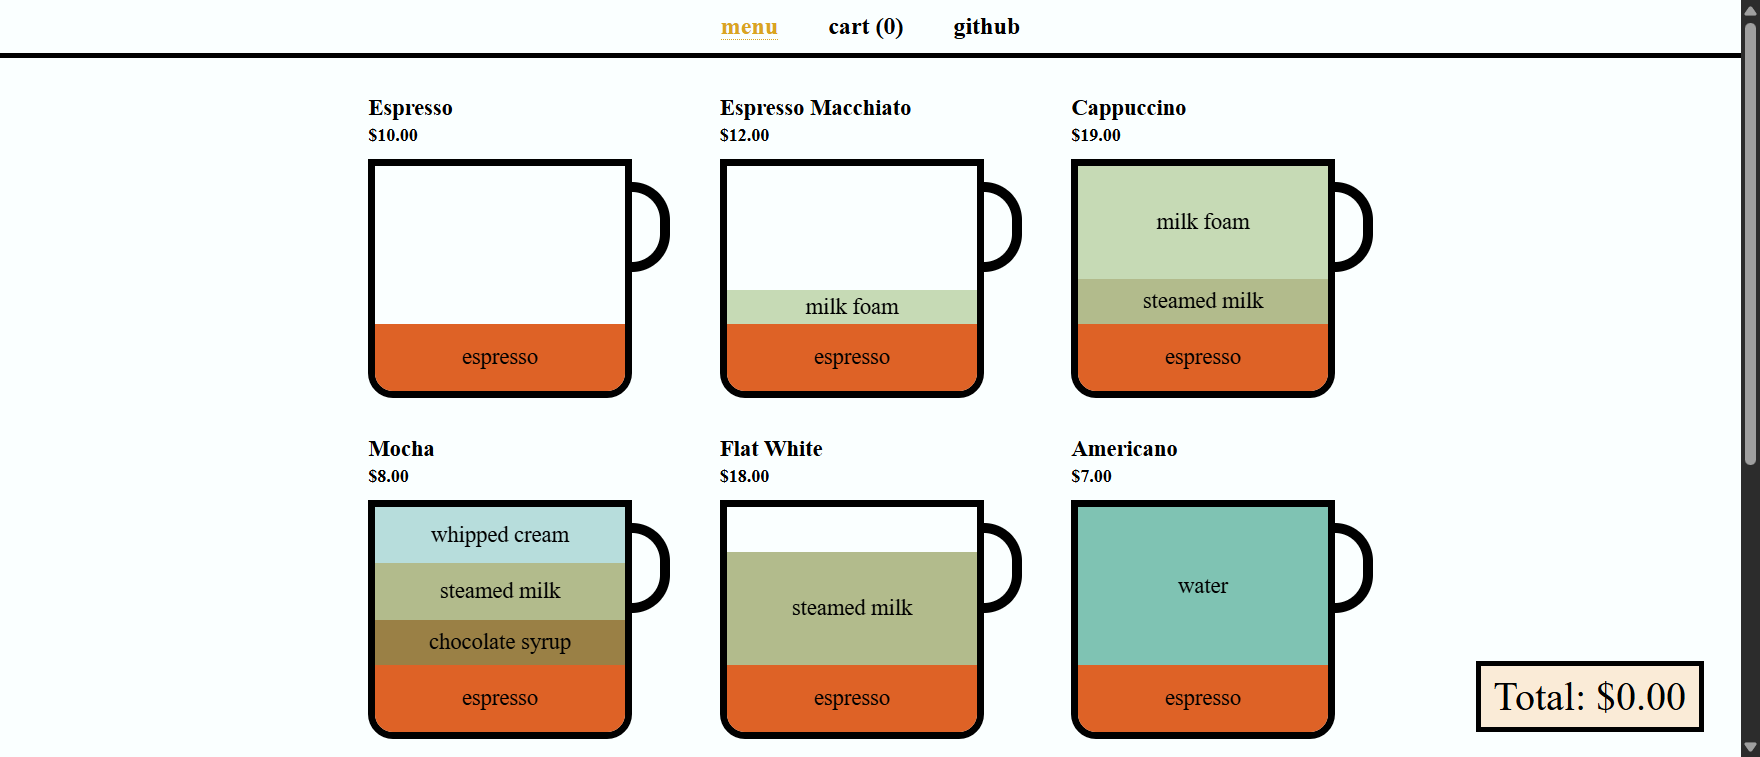 menu cart (0) github
Espresso
$10.00
espresso
Espresso Macchiato
$12.00
milk foam
espresso
Cappuccino
$19.00
milk foam
steamed milk
espresso
Mocha
$8.00
whipped cream
steamed milk
chocolate syrup
espresso
Flat White
$18.00
steamed milk
espresso
Americano
$7.00
water
espresso
Total: $0.00